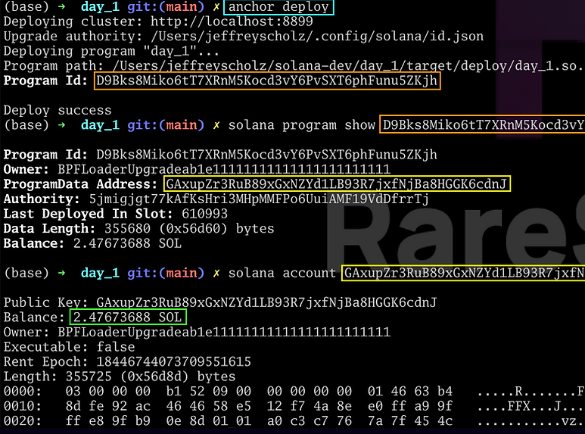 (base) → day_1 git:(main) ✗ anchor deploy
Deploying cluster: http://localhost:8899
Upgrade authority: /Users/jeffreyscholz/.config/solana/id.json
Deploying program "day_1"...
Program path: /Users/jeffreyscholz/solana-dev/day_1/target/deploy/day_1.so.
Program Id: D9Bks8Miko6tT7XRnM5Kocd3vY6PvSXT6phFunu5ZKjh
Deploy success
(base) → day_1 git:(main) ✗ solana program show D9Bks8Miko6tT7XRnM5Kocd3vY
Program Id: D9Bks8Miko6tT7XRnM5Kocd3vY6PvSXT6phFunu5ZKjh
Owner: BPFLoaderUpgradeab1e11111111111111111111111
ProgramData Address: GAxupZr3RuB89xGxNZYd1LB93R7jxfNjBa8HGGK6cdnJ
Authority: 5jmigjgt77kAfKsHri3MHpMMFPo6UuiAMF19VdDfrrTj
Last Deployed In Slot: 610993
Data Length: 355680 (0x56d60) bytes
Balance: 2.47673688 SOL
RareS
(base) → day_1 git:(main) ✗ solana account GAxupZr3RuB89xGxNZYd1LB93R7jxfN
Public Key: GAxupZr3RuB89xGxNZYd1LB93R7jxfNjBa8HGGK6cdnJ
Balance: 2.47673688 SOL
Owner: BPFLoaderUpgradeab1e11111111111111111111111
Executable: false
Rent Epoch: 18446744073709551615
Length: 355725 (0x56d8d) bytes
0000: 03 00 00 00 b1 52 09 00 00 00 00 00 01 46 63 b4 .....R.......F
0010: 8d fe 92 ac 46 46 58 e5 12 f7 4a 8e e0 ff a9 9f ....FFX...J...
0020: ff e8 9f b9 0e 8d 01 01 a0 c3 c7 76 7a 7f 45 4c ...........vz.